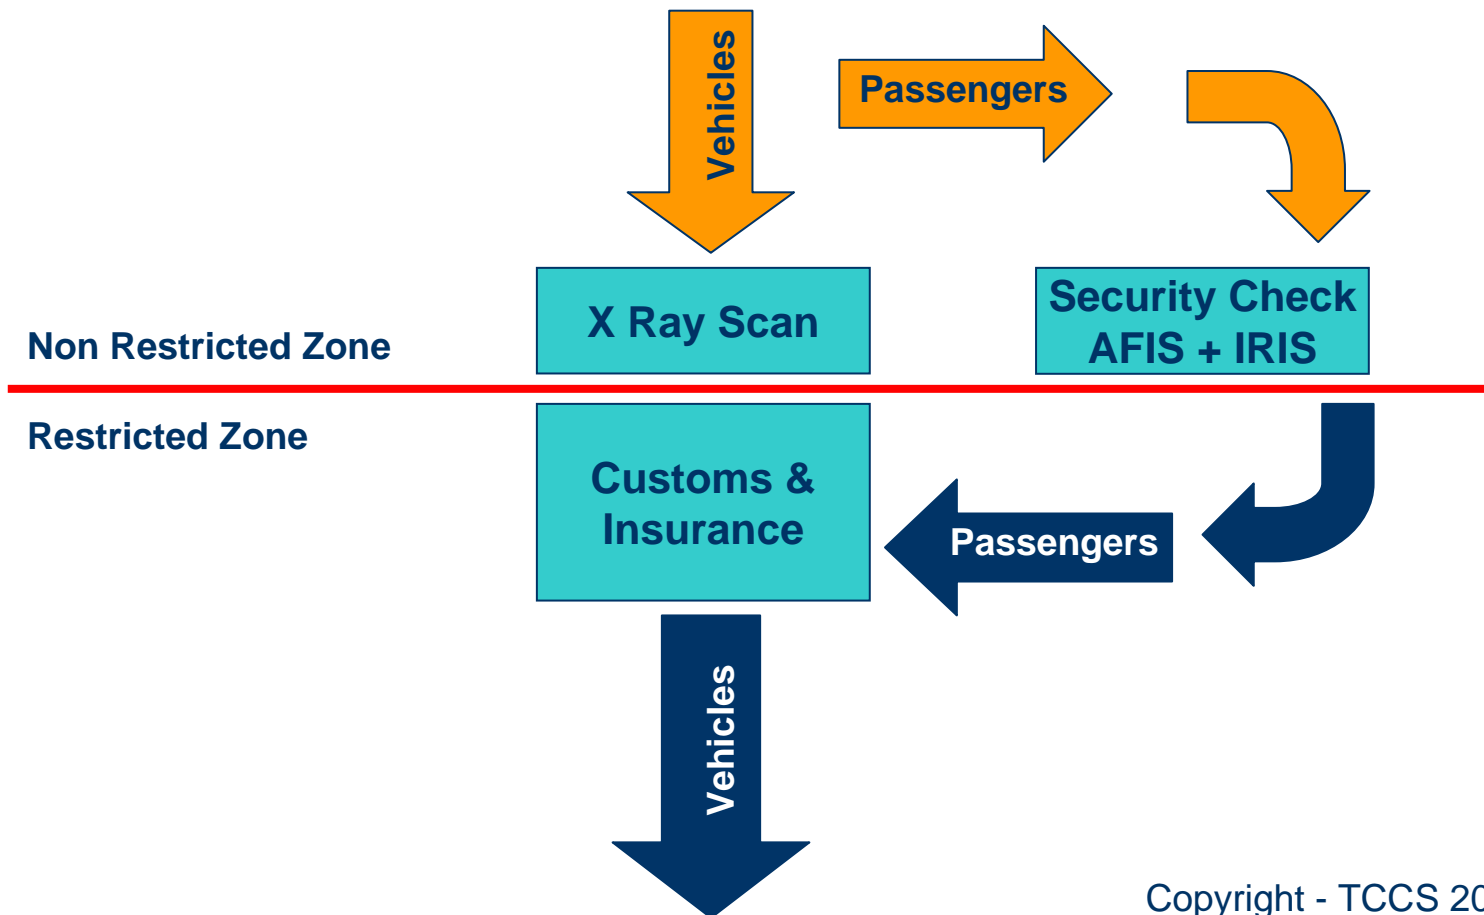 Vehicles
Passengers
X Ray Scan
Security Check
AFIS + IRIS
Non Restricted Zone
Restricted Zone
Customs &
Insurance
Passengers
Vehicles
Copyright - TCCS 20